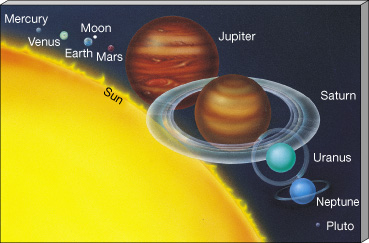 Mercury
Venus
Moon
Earth
Mars
Jupiter
Sun
Saturn
Uranus
Neptune
Pluto